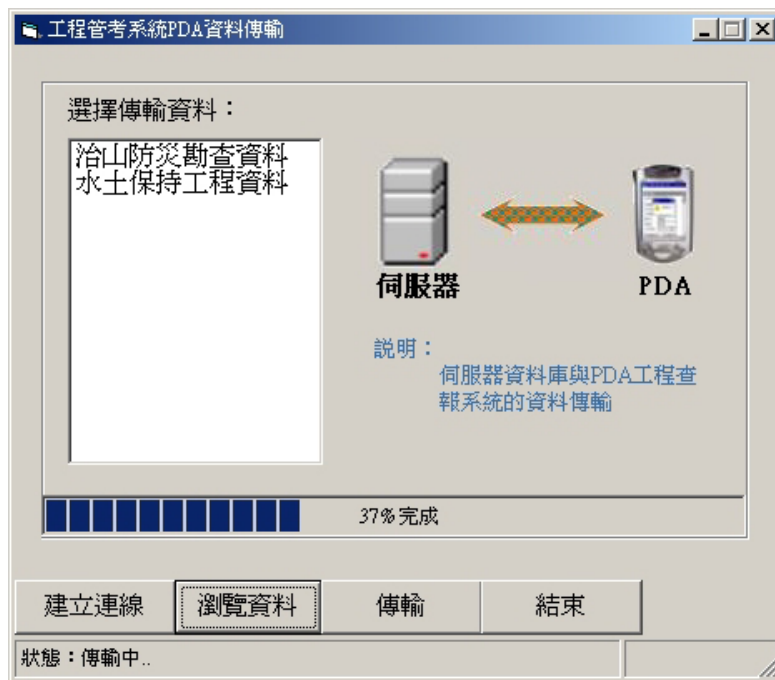 工程管考系統PDA資料傳輸
選擇傳輸資料：
治山防災勘查資料
水土保持工程資料
伺服器
PDA
說明：
伺服器資料庫與PDA工程查
報系統的資料傳輸
37% 完成
建立連線
瀏覽資料
傳輸
結束
狀態：傳輸中..